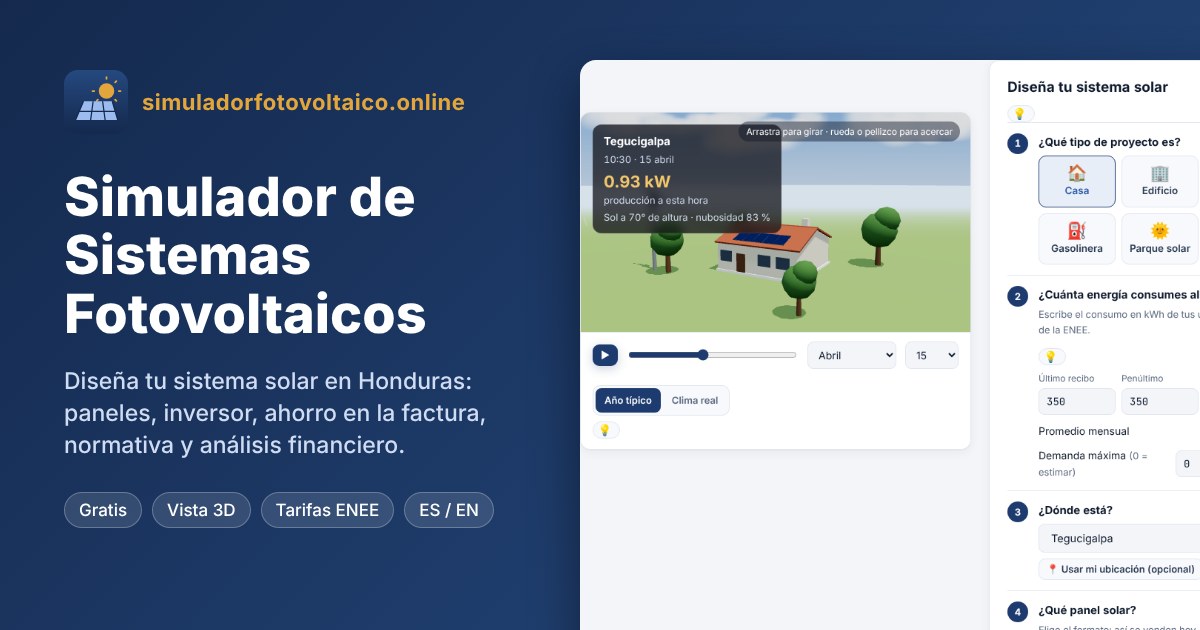 simuladorfotovoltaico.online
Simulador de
Sistemas
Fotovoltaicos
Diseña tu sistema solar en Honduras:
paneles, inversor, ahorro en la factura,
normativa y análisis financiero.
Gratis
Vista 3D
Tarifas ENEE
ES / EN
Tegucigalpa
10:30 · 15 abril
0.93 kW
producción a esta hora
Sol a 70° de altura · nubosidad 83 %
Arrastra para girar · rueda o pellizco para acercar
Abril
15
Año típico
Clima real
Diseña tu sistema solar
1
¿Qué tipo de proyecto es?
Casa
Edificio
Gasolinera
Parque solar
2
¿Cuánta energía consumes al
Escribe el consumo en kWh de tus
de la ENEE.
Último recibo
Penúltimo
350
350
Promedio mensual
Demanda máxima (0 =
estimar)
0
3
¿Dónde está?
Tegucigalpa
Usar mi ubicación (opcional)
4
¿Qué panel solar?